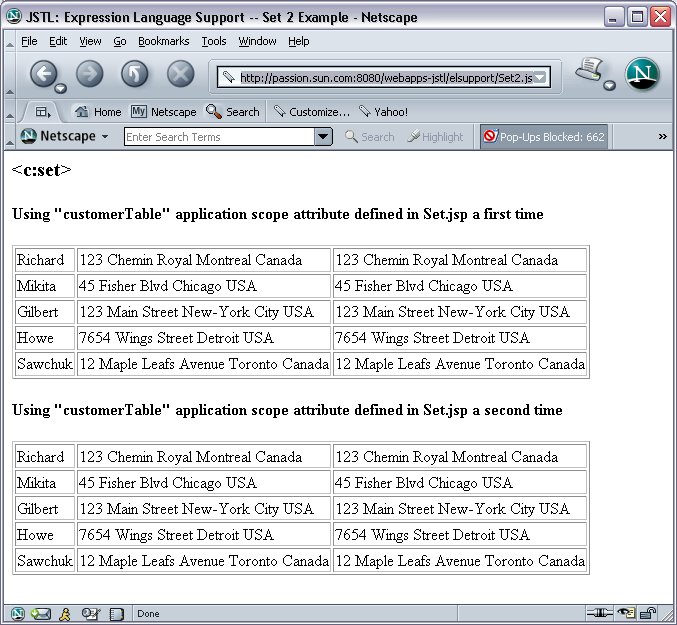 JSTL: Expression Language Support -- Set 2 Example - Netscape
File Edit View Go Bookmarks Tools Window Help
http://passion.sun.com:8080/webapps-jstl/elsupport/Set2.js
Home My Netscape Search Customize... Yahoo!
N Netscape Enter Search Terms Search Highlight Pop-Ups Blocked: 662 »
<c:set>
Using "customerTable" application scope attribute defined in Set.jsp a first time
Richard 123 Chemin Royal Montreal Canada 123 Chemin Royal Montreal Canada
Mikita 45 Fisher Blvd Chicago USA 45 Fisher Blvd Chicago USA
Gilbert 123 Main Street New-York City USA 123 Main Street New-York City USA
Howe 7654 Wings Street Detroit USA 7654 Wings Street Detroit USA
Sawchuk 12 Maple Leafs Avenue Toronto Canada 12 Maple Leafs Avenue Toronto Canada
Using "customerTable" application scope attribute defined in Set.jsp a second time
Richard 123 Chemin Royal Montreal Canada 123 Chemin Royal Montreal Canada
Mikita 45 Fisher Blvd Chicago USA 45 Fisher Blvd Chicago USA
Gilbert 123 Main Street New-York City USA 123 Main Street New-York City USA
Howe 7654 Wings Street Detroit USA 7654 Wings Street Detroit USA
Sawchuk 12 Maple Leafs Avenue Toronto Canada 12 Maple Leafs Avenue Toronto Canada
Done